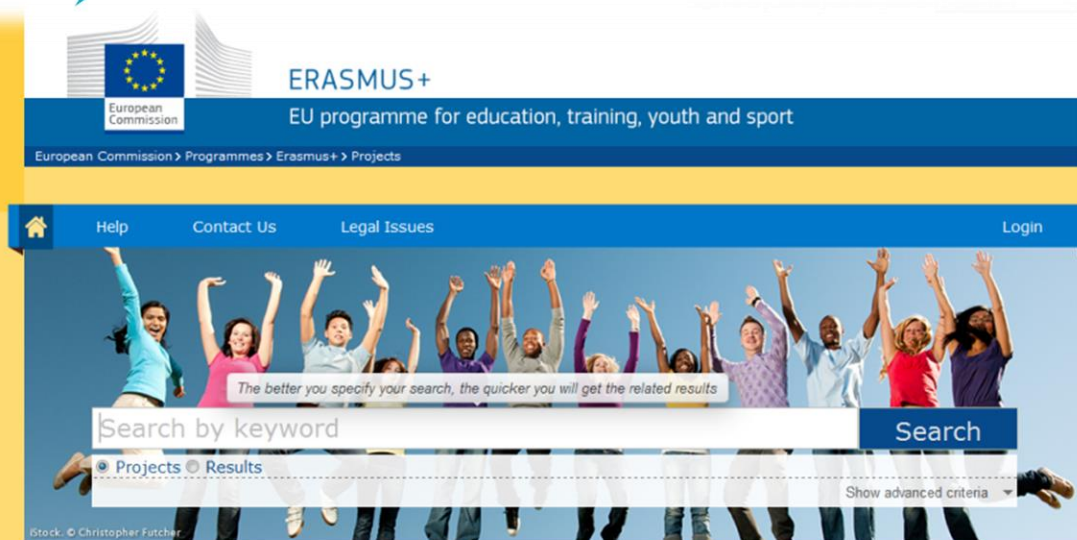 European
Commission
ERASMUS+
EU programme for education, training, youth and sport
European Commission > Programmes > Erasmus+ > Projects
Help Contact Us Legal Issues Login
The better you specify your search, the quicker you will get the related results
Search by keyword Search
Projects Results
Show advanced criteria
iStock. © Christopher Futcher